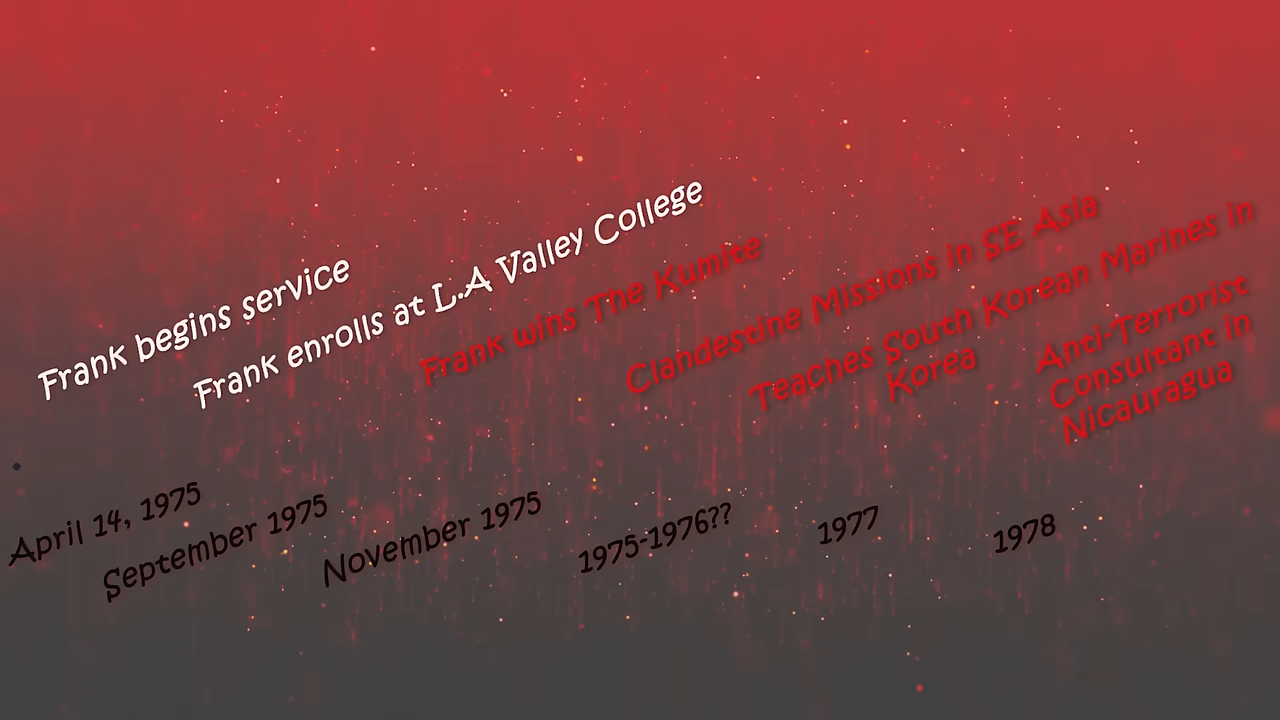 Frank begins service
Frank enrolls at L.A Valley College
Frank wins The Kumite
Clandestine Missions in SE Asia
Teaches South Korean Marines in
Korea
Anti-Terrorist
Consultant in
Nicauragua
April 14, 1975
September 1975
November 1975
1975-1976??
1977
1978